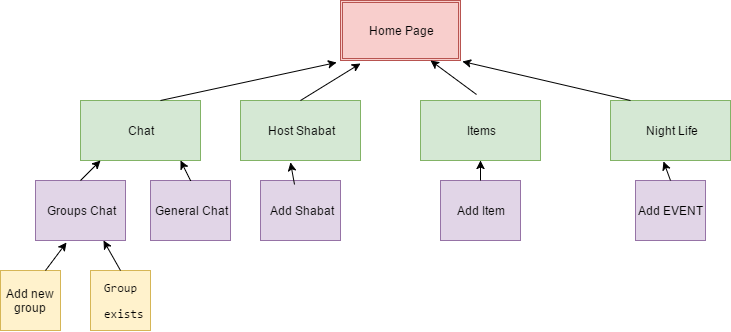 Home Page
Chat
Host Shabat
Items
Night Life
Groups Chat
General Chat
Add Shabat
Add Item
Add EVENT
Add new
group
Group
exists